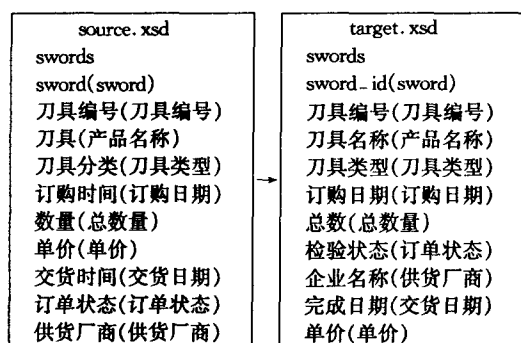 source.xsd
swords
sword(sword)
刀具编号(刀具编号)
刀具(产品名称)
刀具分类(刀具类型)
订购时间(订购日期)
数量(总数量)
单价(单价)
交货时间(交货日期)
订单状态(订单状态)
供货厂商(供货厂商)
target.xsd
swords
sword_id(sword)
刀具编号(刀具编号)
刀具名称(产品名称)
刀具类型(刀具类型)
订购日期(订购日期)
总数(总数量)
检验状态(订单状态)
企业名称(供货厂商)
完成日期(交货日期)
单价(单价)